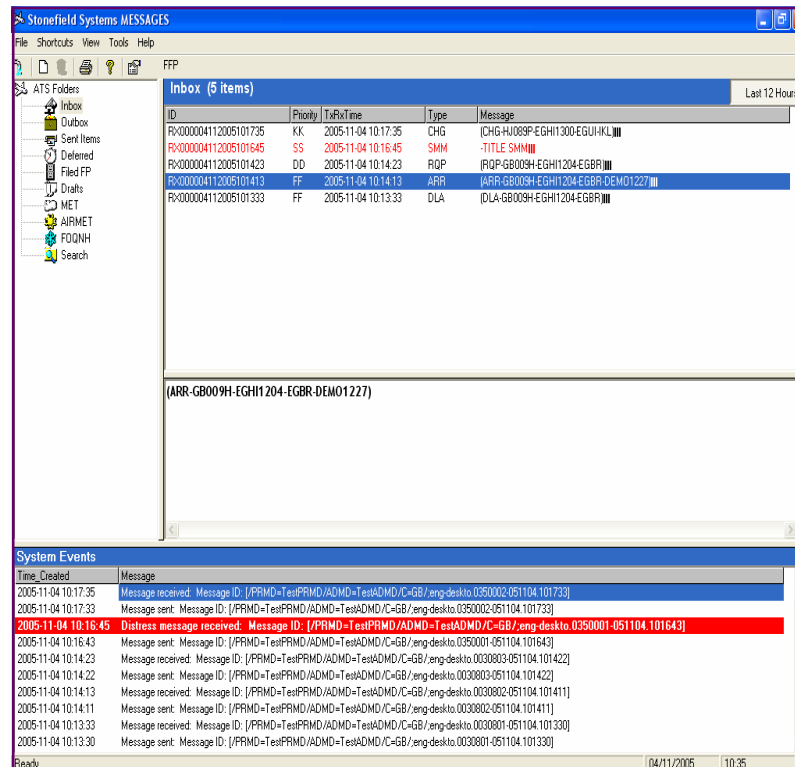 Stonefield Systems MESSAGES
File Shortcuts View Tools Help
FFP
ATS Folders
Inbox
Outbox
Sent Items
Deferred
Filed FP
Drafts
MET
AIRMET
FOQNH
Search
Inbox (5 items)
Last 12 Hours
ID Priority TxRxTime Type Message
RX000004112005101735 KK 2005-11-04 10:17:35 CHG (CHG-HJ089P-EGHI1300-EGUI-IKL)
RX000004112005101645 SS 2005-11-04 10:16:45 SMM -TITLE SMM
RX000004112005101423 DD 2005-11-04 10:14:23 RQP (RQP-GB009H-EGHI1204-EGBR)
RX000004112005101413 FF 2005-11-04 10:14:13 ARR (ARR-GB009H-EGHI1204-EGBR-DEMO1227)
RX000004112005101333 FF 2005-11-04 10:13:33 DLA (DLA-GB009H-EGHI1204-EGBR)
(ARR-GB009H-EGHI1204-EGBR-DEMO1227)
System Events
Time_Created Message
2005-11-04 10:17:35 Message received: Message ID: [/PRMD=TestPRMD/ADMD=TestADMD/C=GB/;eng-deskto.0350002-051104.101733]
2005-11-04 10:17:33 Message sent: Message ID: [/PRMD=TestPRMD/ADMD=TestADMD/C=GB/;eng-deskto.0350002-051104.101733]
2005-11-04 10:16:45 Distress message received: Message ID: [/PRMD=TestPRMD/ADMD=TestADMD/C=GB/;eng-deskto.0350001-051104.101643]
2005-11-04 10:16:43 Message sent: Message ID: [/PRMD=TestPRMD/ADMD=TestADMD/C=GB/;eng-deskto.0350001-051104.101643]
2005-11-04 10:14:23 Message received: Message ID: [/PRMD=TestPRMD/ADMD=TestADMD/C=GB/;eng-deskto.0030803-051104.101422]
2005-11-04 10:14:22 Message sent: Message ID: [/PRMD=TestPRMD/ADMD=TestADMD/C=GB/;eng-deskto.0030803-051104.101422]
2005-11-04 10:14:13 Message received: Message ID: [/PRMD=TestPRMD/ADMD=TestADMD/C=GB/;eng-deskto.0030802-051104.101411]
2005-11-04 10:14:11 Message sent: Message ID: [/PRMD=TestPRMD/ADMD=TestADMD/C=GB/;eng-deskto.0030802-051104.101411]
2005-11-04 10:13:33 Message received: Message ID: [/PRMD=TestPRMD/ADMD=TestADMD/C=GB/;eng-deskto.0030801-051104.101330]
2005-11-04 10:13:30 Message sent: Message ID: [/PRMD=TestPRMD/ADMD=TestADMD/C=GB/;eng-deskto.0030801-051104.101330]
Ready 04/11/2005 10:35